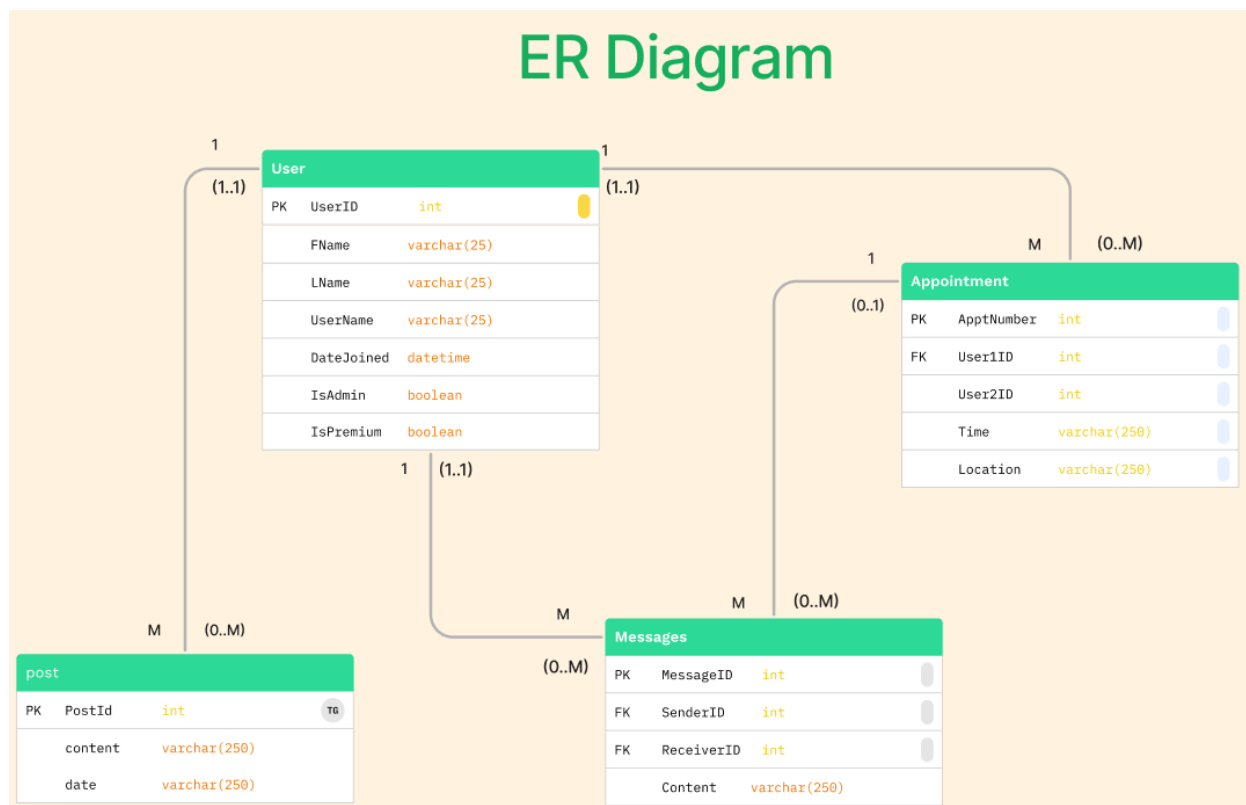 ER Diagram
1
(1..1)
User
PK UserID int
FName varchar(25)
LName varchar(25)
UserName varchar(25)
DateJoined datetime
IsAdmin boolean
IsPremium boolean
1
(1..1)
M
(0..M)
1
(0..1)
Appointment
PK ApptNumber int
FK User1ID int
User2ID int
Time varchar(250)
Location varchar(250)
1
(1..1)
M
(0..M)
M
(0..M)
M
(0..M)
post
PK PostId int TG
content varchar(250)
date varchar(250)
Messages
PK MessageID int
FK SenderID int
FK ReceiverID int
Content varchar(250)